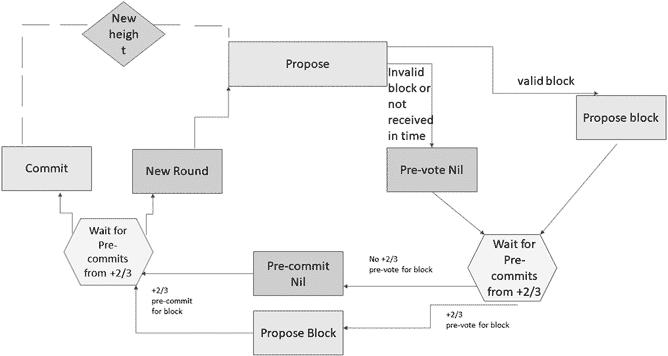 New
heigh
t
Propose
Invalid
block or
not
received
in time
valid block
Propose block
Commit
New Round
Pre-vote Nil
Wait for
Pre-
commits
from +2/3
Wait for
Pre-
commits
from +2/3
Pre-commit
Nil
No +2/3
pre-vote for block
+2/3
pre-commit
for block
Propose Block
+2/3
pre-vote for block